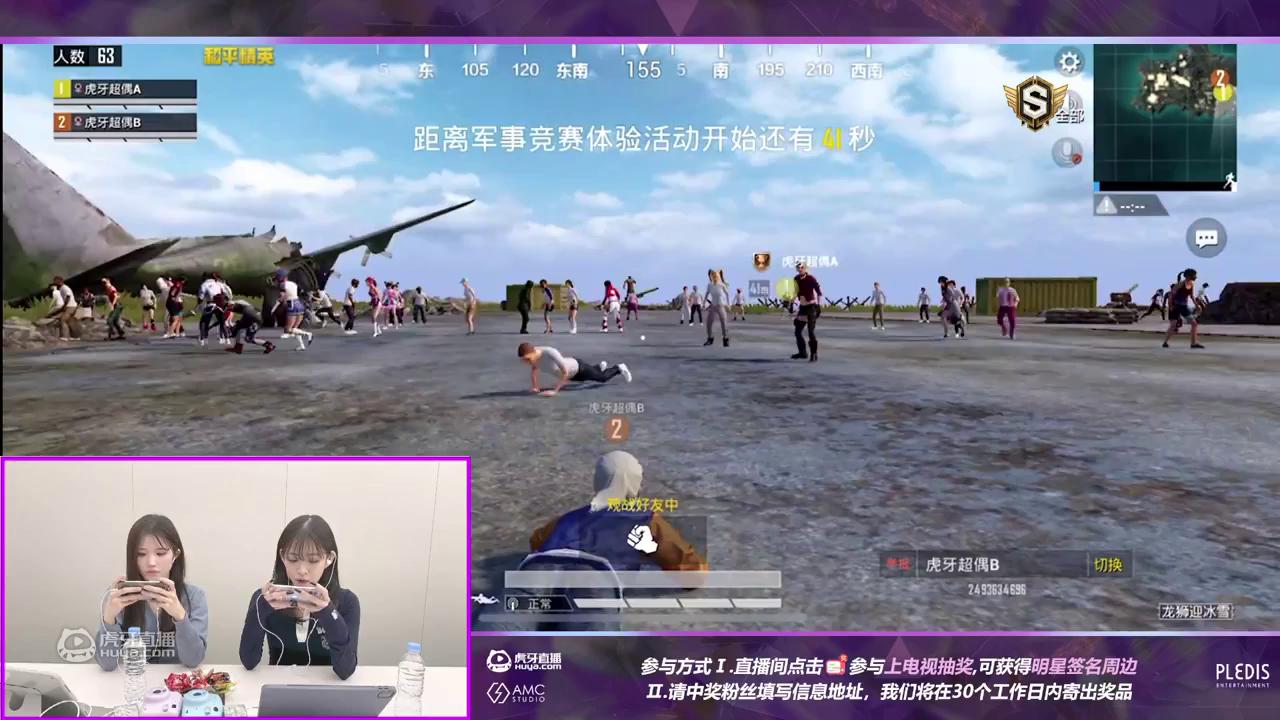 人数 63
和平精英
东 105 120 东南 155 南 195 210 西南
1 虎牙超偶A
2 虎牙超偶B
全部
2
1
距离军事竞赛体验活动开始还有 41 秒
--:--
虎牙超偶A
41m
虎牙超偶B
2
观战好友中
举报 虎牙超偶B 切换
2493634696
正常
龙狮迎冰雪
虎牙直播
Huya.com
虎牙直播
HUYA.COM
AMC
STUDIO
参与方式 I.直播间点击 参与上电视抽奖,可获得明星签名周边
II.请中奖粉丝填写信息地址，我们将在30个工作日内寄出奖品
PLEDIS
ENTERTAINMENT